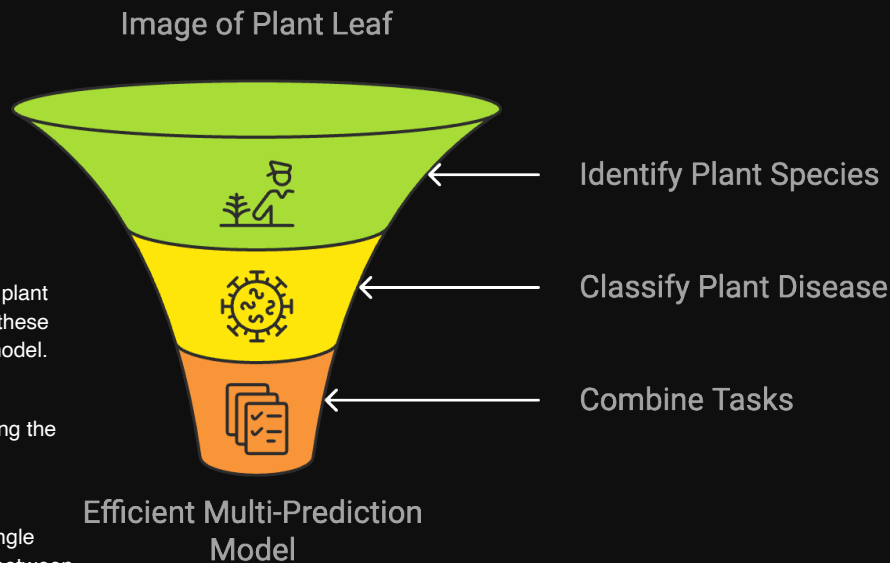 Image of Plant Leaf
Identify Plant Species
plant
Classify Plant Disease
these
model.
Combine Tasks
ng the
Efficient Multi-Prediction
Model
ngle